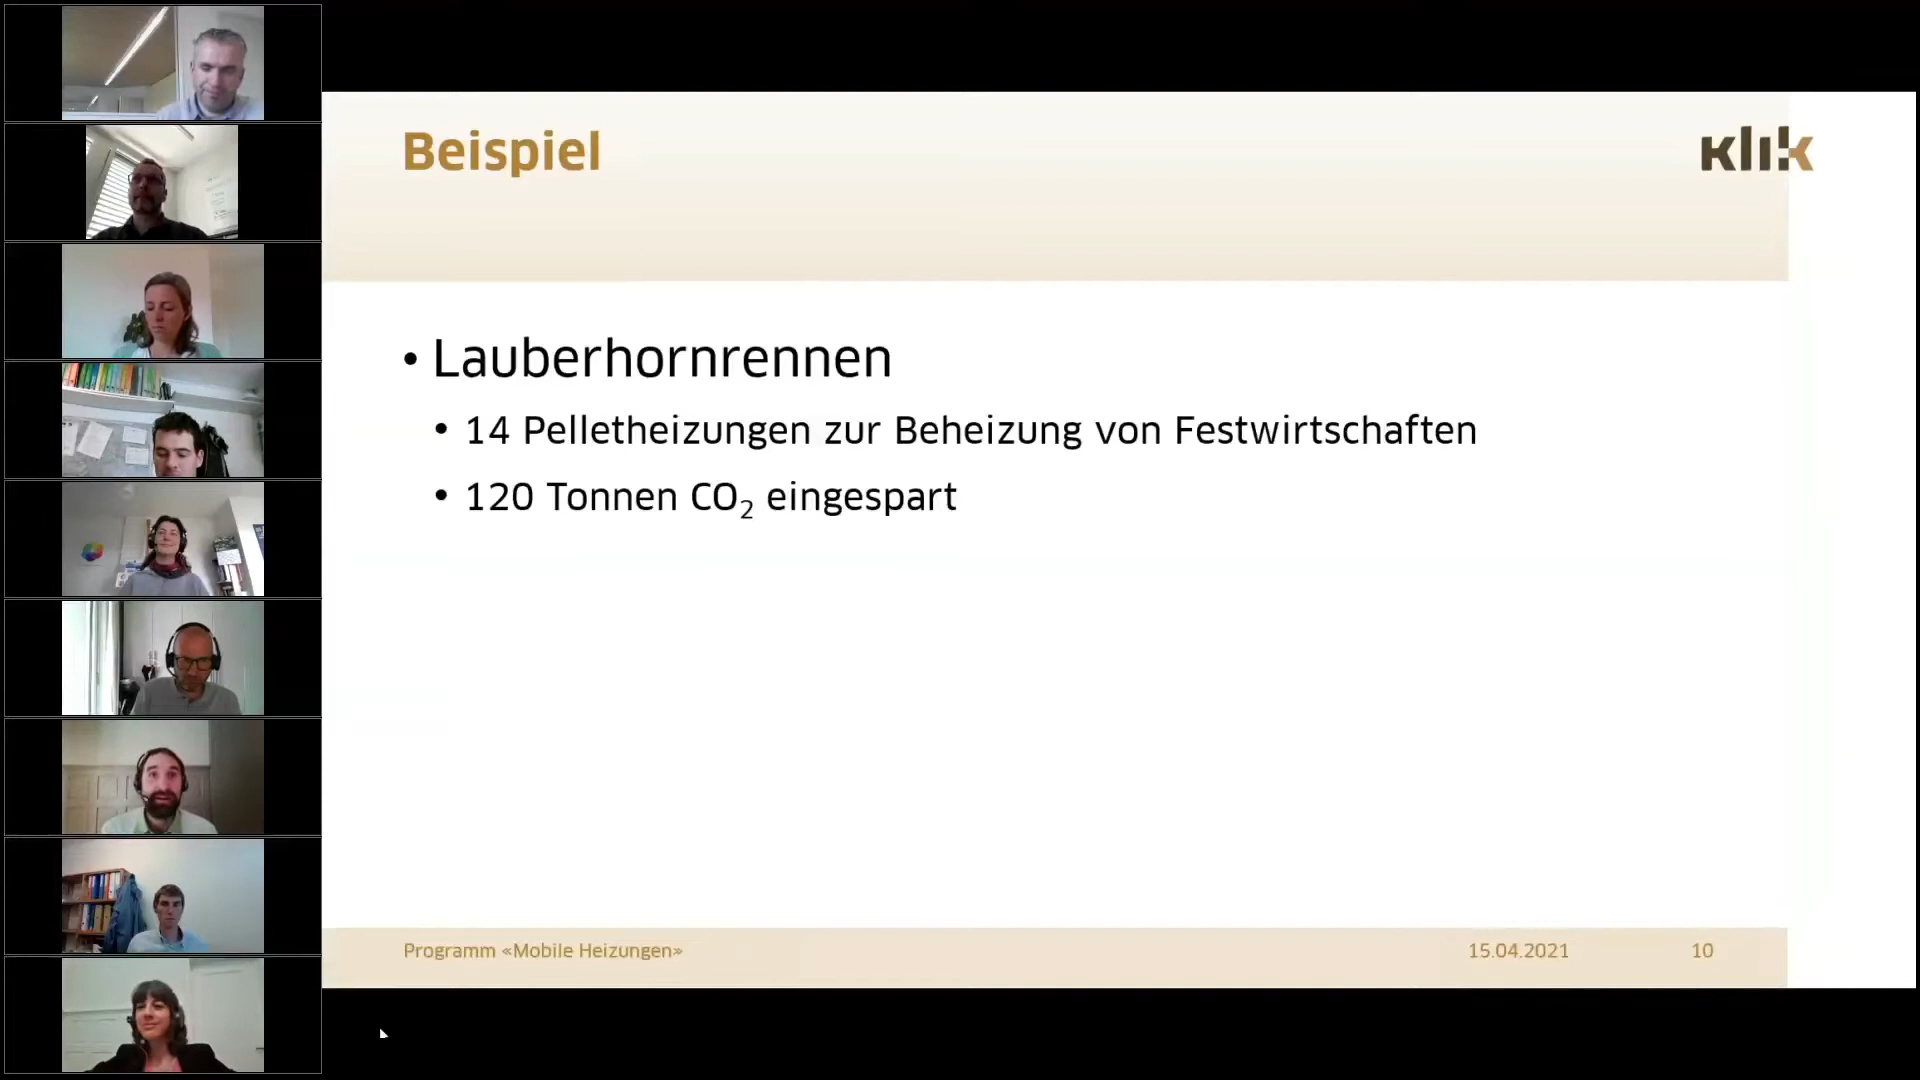 Beispiel
klik
• Lauberhornrennen
• 14 Pelletheizungen zur Beheizung von Festwirtschaften
• 120 Tonnen CO₂ eingespart
Programm «Mobile Heizungen»
15.04.2021
10